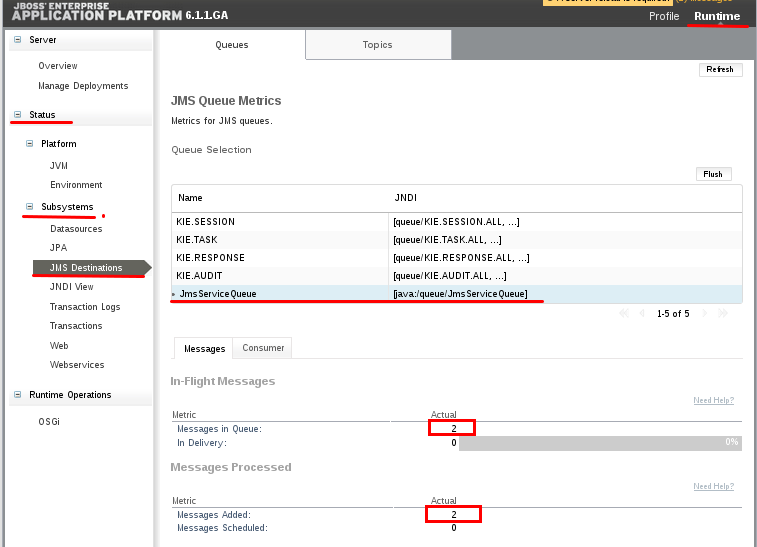 JBOSS® ENTERPRISE
APPLICATION PLATFORM 6.1.1.GA
Messages
Profile Runtime
Server
Overview
Manage Deployments
Status
Platform
JVM
Environment
Subsystems
Datasources
JPA
JMS Destinations
JNDI View
Transaction Logs
Transactions
Web
Webservices
Runtime Operations
OSGi
Queues Topics
Refresh
JMS Queue Metrics
Metrics for JMS queues.
Queue Selection
Flush
Name JNDI
KIE.SESSION [queue/KIE.SESSION.ALL, ...]
KIE.TASK [queue/KIE.TASK.ALL, ...]
KIE.RESPONSE [queue/KIE.RESPONSE.ALL, ...]
KIE.AUDIT [queue/KIE.AUDIT.ALL, ...]
JmsServiceQueue [java:/queue/JmsServiceQueue]
1-5 of 5
Messages Consumer
In-Flight Messages
Need Help?
Metric Actual
Messages in Queue: 2
In Delivery: 0 0%
Messages Processed
Need Help?
Metric Actual
Messages Added: 2
Messages Scheduled: 0